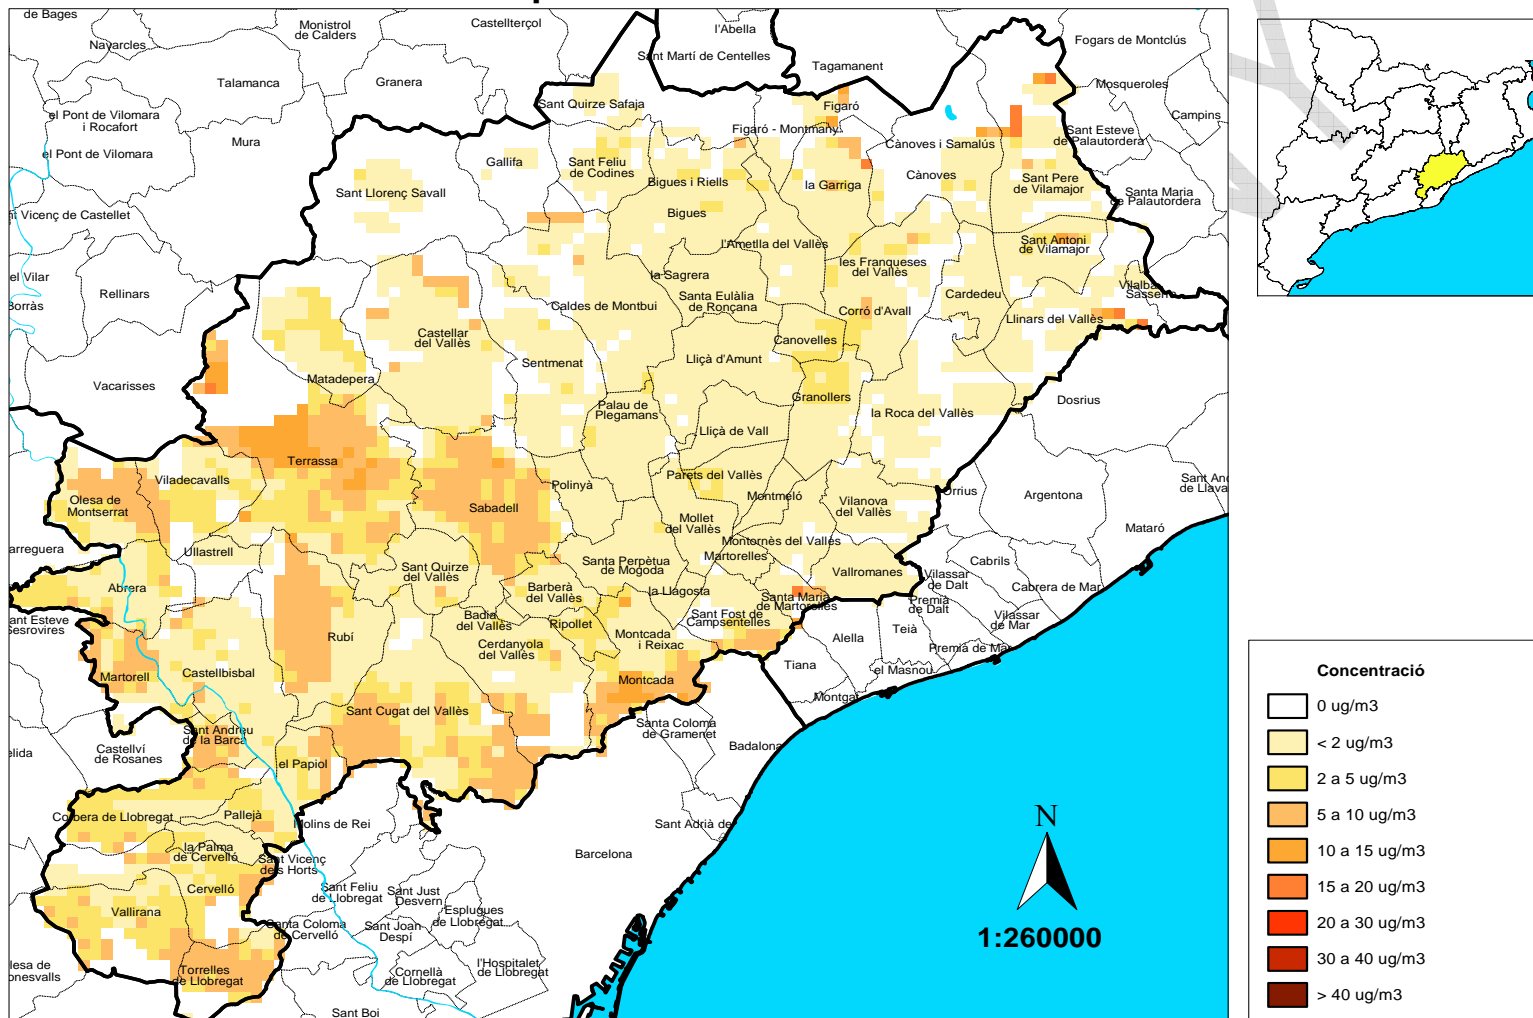 de Bages
Navarcles
Monistrol
de Calders
Castellterçol
l'Abella
Sant Martí de Centelles
Tagamanent
Fogars de Montclús
Talamanca
Granera
Mosqueroles
Sant Quirze Safaja
Figaró
Campins
el Pont de Vilomara
i Rocafort
Mura
Figaró - Montmany
Cànoves i Samalús
Sant Esteve
de Palautordera
el Pont de Vilomara
Gallifa
Sant Feliu
de Codines
Bigues i Riells
la Garriga
Cànoves
Sant Pere
de Vilamajor
Sant Llorenç Savall
Santa Maria
de Palautordera
nt Vicenç de Castellet
Bigues
l'Ametlla del Vallès
Sant Antoni
de Vilamajor
el Vilar
Rellinars
la Sagrera
les Franqueses
del Vallès
Borràs
Caldes de Montbui
Santa Eulàlia
de Ronçana
Cardedeu
Vilalba
Sasserra
Corró d'Avall
Llinars del Vallès
Castellar
del Vallès
Canovelles
Sentmenat
Lliçà d'Amunt
Vacarisses
Matadepera
Granollers
Dosrius
Palau de
Plegamans
la Roca del Vallès
Lliçà de Vall
Terrassa
Viladecavalls
Polinyà
Parets del Vallès
Olesa de
Montserrat
Sabadell
Montmeló
Vilanova
del Vallès
Orrius
Argentona
Sant And
de Llava
Mollet
del Vallès
Mataró
Montornès del Vallès
arreguera
Ullastrell
Sant Quirze
del Vallès
Santa Perpètua
de Mogoda
Martorelles
Vallromanes
Cabrils
Vilassar
de Dalt
Cabrera de Mar
Abrera
Barberà
del Vallès
la Llagosta
Santa Maria
de Martorelles
Premià
de Dalt
ant Esteve
Sesrovires
Badia
del Vallès
Ripollet
Sant Fost de
Campsentelles
Vilassar
de Mar
Rubí
Montcada
i Reixac
Alella
Teià
Cerdanyola
del Vallès
Premià de Mar
Castellbisbal
Martorell
Montcada
Tiana
el Masnou
Montgat
Sant Cugat del Vallès
Santa Coloma
de Gramenet
Sant Andreu
de la Barca
Badalona
elida
Castellví
de Rosanes
el Papiol
Corbera de Llobregat
Pallejà
Molins de Rei
Sant Adrià de
la Palma
de Cervelló
Sant Vicenç
dels Horts
Barcelona
Cervelló
Sant Feliu
de Llobregat
Sant Just
Desvern
Vallirana
Esplugues
de Llobregat
Santa Coloma
de Cervelló
Sant Joan
Despí
lesa de
onesvalls
Torrelles
de Llobregat
Cornellà
de Llobregat
l'Hospitalet
de Llobregat
Sant Boi
N
1:260000
Concentració
0 ug/m3
< 2 ug/m3
2 a 5 ug/m3
5 a 10 ug/m3
10 a 15 ug/m3
15 a 20 ug/m3
20 a 30 ug/m3
30 a 40 ug/m3
> 40 ug/m3